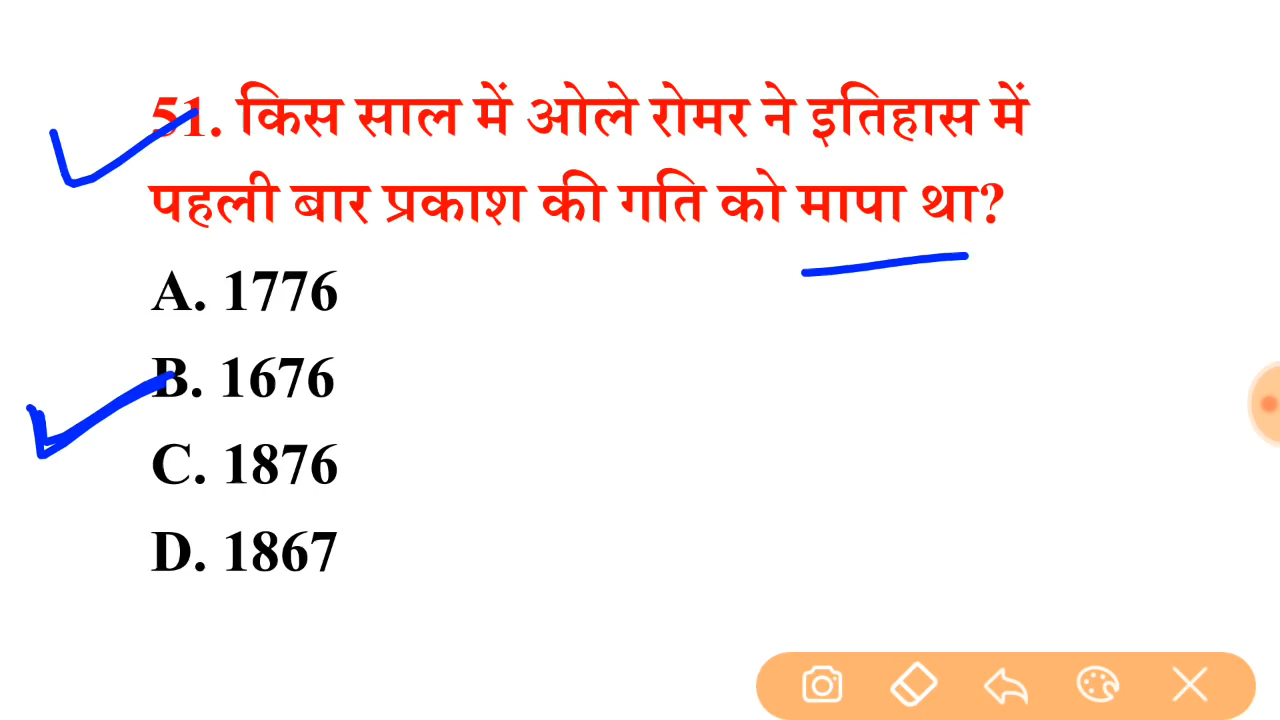 51. किस साल में ओले रोमर ने इतिहास में
पहली बार प्रकाश की गति को मापा था?
A. 1776
B. 1676
C. 1876
D. 1867